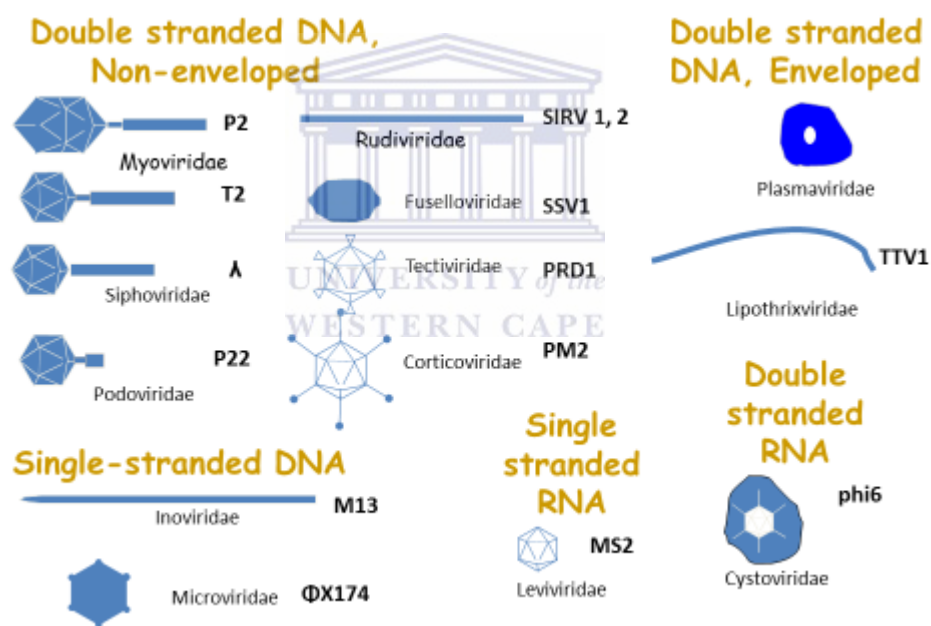 Double stranded DNA,
Non-enveloped
P2
Myoviridae
T2
λ
Siphoviridae
P22
Podoviridae
SIRV 1, 2
Rudiviridae
Fuselloviridae
SSV1
Tectiviridae
PRD1
UNIVERSITY of the
WESTERN CAPE
Corticoviridae
PM2
Double stranded
DNA, Enveloped
Plasmaviridae
TTV1
Lipothrixviridae
Single-stranded DNA
M13
Inoviridae
Microviridae
ΦX174
Single
stranded
RNA
MS2
Leviviridae
Double
stranded
RNA
phi6
Cystoviridae